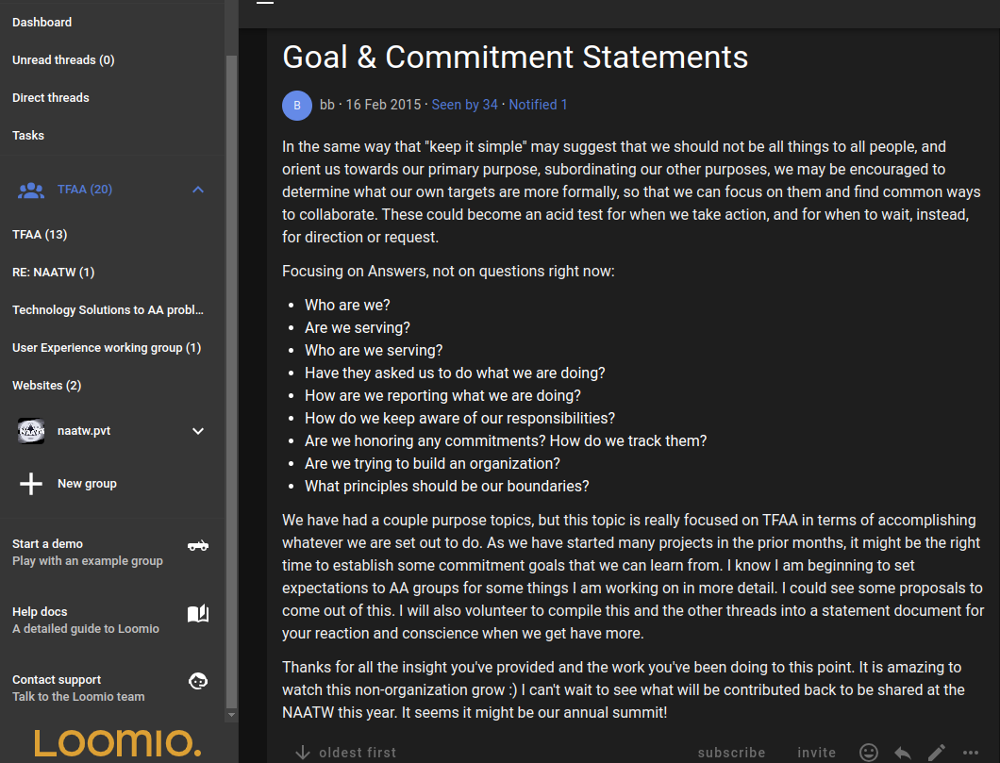 Dashboard
Unread threads (0)
Direct threads
Tasks
TFAA (20)
TFAA (13)
RE: NAATW (1)
Technology Solutions to AA probl...
User Experience working group (1)
Websites (2)
naatw.pvt
New group
Start a demo
Play with an example group
Help docs
A detailed guide to Loomio
Contact support
Talk to the Loomio team
LOOMIO.
Goal & Commitment Statements
B
bb · 16 Feb 2015 · Seen by 34 · Notified 1
In the same way that "keep it simple" may suggest that we should not be all things to all people, and
orient us towards our primary purpose, subordinating our other purposes, we may be encouraged to
determine what our own targets are more formally, so that we can focus on them and find common ways
to collaborate. These could become an acid test for when we take action, and for when to wait, instead,
for direction or request.
Focusing on Answers, not on questions right now:
• Who are we?
• Are we serving?
• Who are we serving?
• Have they asked us to do what we are doing?
• How are we reporting what we are doing?
• How do we keep aware of our responsibilities?
• Are we honoring any commitments? How do we track them?
• Are we trying to build an organization?
• What principles should be our boundaries?
We have had a couple purpose topics, but this topic is really focused on TFAA in terms of accomplishing
whatever we are set out to do. As we have started many projects in the prior months, it might be the right
time to establish some commitment goals that we can learn from. I know I am beginning to set
expectations to AA groups for some things I am working on in more detail. I could see some proposals to
come out of this. I will also volunteer to compile this and the other threads into a statement document for
your reaction and conscience when we get have more.
Thanks for all the insight you've provided and the work you've been doing to this point. It is amazing to
watch this non-organization grow :) I can't wait to see what will be contributed back to be shared at the
NAATW this year. It seems it might be our annual summit!
oldest first
subscribe
invite